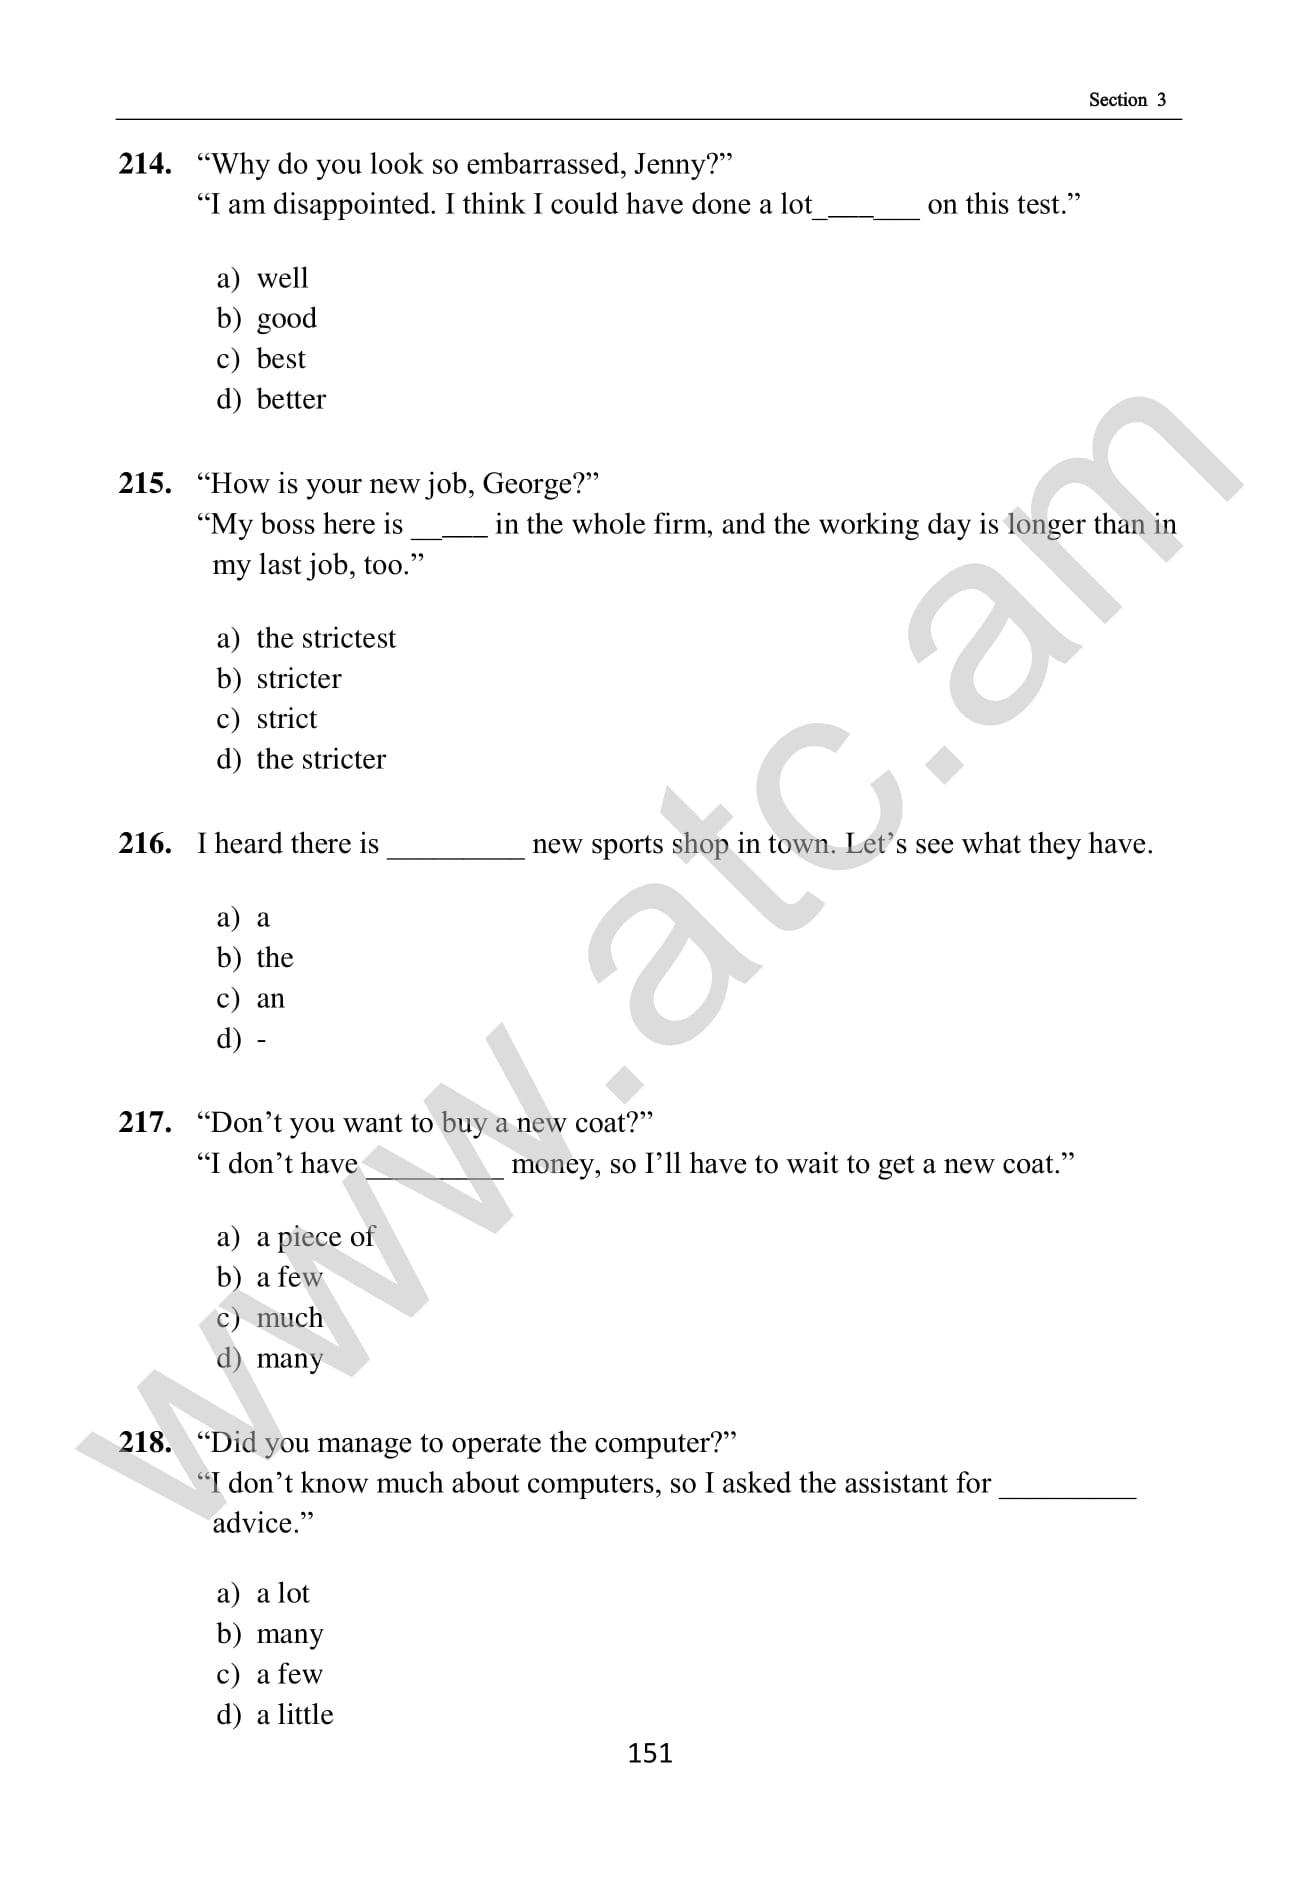 Section 3
214. “Why do you look so embarrassed, Jenny?”
“I am disappointed. I think I could have done a lot_______ on this test.”
a) well
b) good
c) best
d) better
215. “How is your new job, George?”
“My boss here is _____ in the whole firm, and the working day is longer than in
my last job, too.”
a) the strictest
b) stricter
c) strict
d) the stricter
216. I heard there is _________ new sports shop in town. Let’s see what they have.
a) a
b) the
c) an
d) -
217. “Don’t you want to buy a new coat?”
“I don’t have _________ money, so I’ll have to wait to get a new coat.”
a) a piece of
b) a few
c) much
d) many
218. “Did you manage to operate the computer?”
“I don’t know much about computers, so I asked the assistant for _________
advice.”
a) a lot
b) many
c) a few
d) a little
151
www.atc.am